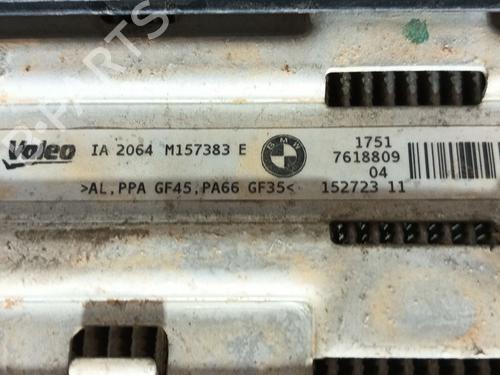 Valeo IA 2064 M157383 E BMW 1751
7618809
04
>AL,PPA GF45,PA66 GF35< 152723 11